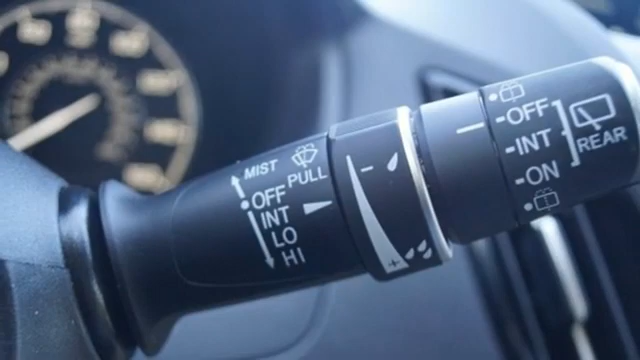 MIST
PULL
OFF
INT
LO
HI
- +
-OFF
-INT
-ON
REAR